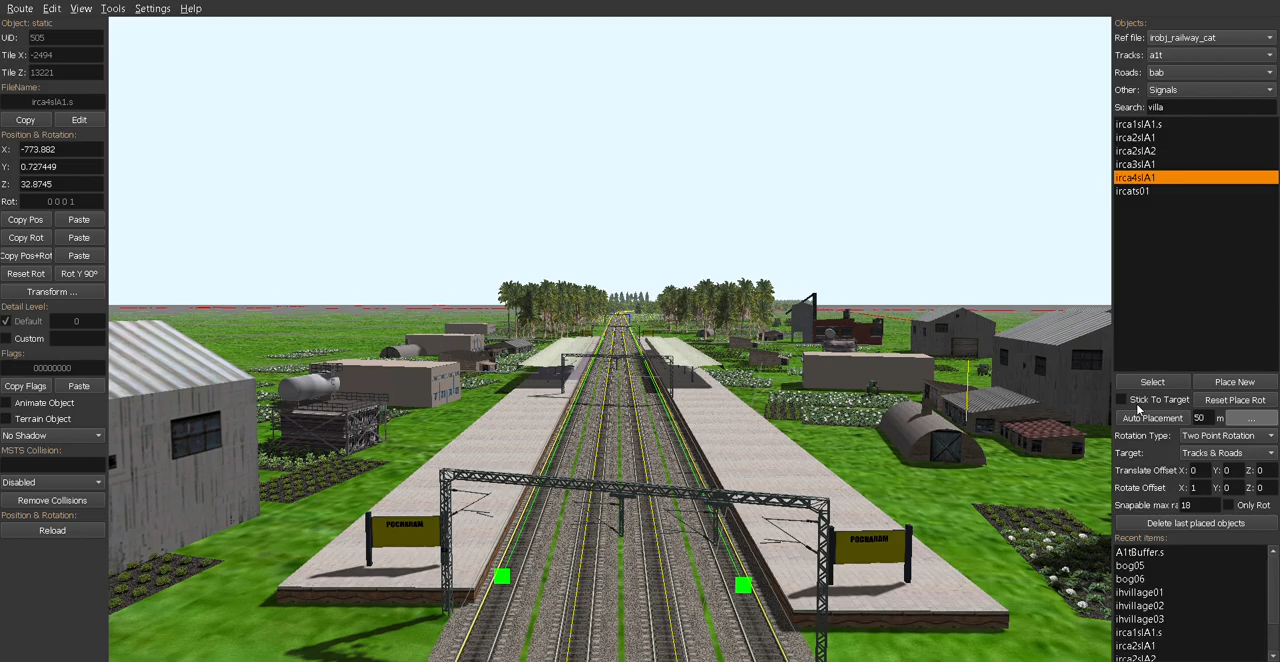 Route Edit View Tools Settings Help
Object: static
UID: 505
Tile X: -2494
Tile Z: 13221
FileName:
irca4slA1.s
Copy Edit
Position & Rotation:
X: -773.882
Y: 0.727449
Z: 32.8745
Rot: 0 0 0 1
Copy Pos Paste
Copy Rot Paste
Copy Pos+Rot Paste
Reset Rot Rot Y 90°
Transform ...
Detail Level:
Default 0
Custom
Flags:
00000000
Copy Flags Paste
Animate Object
Terrain Object
No Shadow
MSTS Collision:
Disabled
Remove Collisions
Position & Rotation:
Reload
POCHARAM
POCHARAM
Objects:
Ref file: irobj_railway_cat
Tracks: a1t
Roads: bab
Other: Signals
Search: villa
irca1slA1.s
irca2slA1
irca2slA2
irca3slA1
irca4slA1
ircats01
Select Place New
Stick To Target Reset Place Rot
Auto Placement 50 m ...
Rotation Type: Two Point Rotation
Target: Tracks & Roads
Translate Offset X: 0 Y: 0 Z: 0
Rotate Offset X: 1 Y: 0 Z: 0
Snapable max ra 18 Only Rot
Delete last placed objects
Recent items:
A1tBuffer.s
bog05
bog06
ihvillage01
ihvillage02
ihvillage03
irca1slA1.s
irca2slA1
irca2slA2